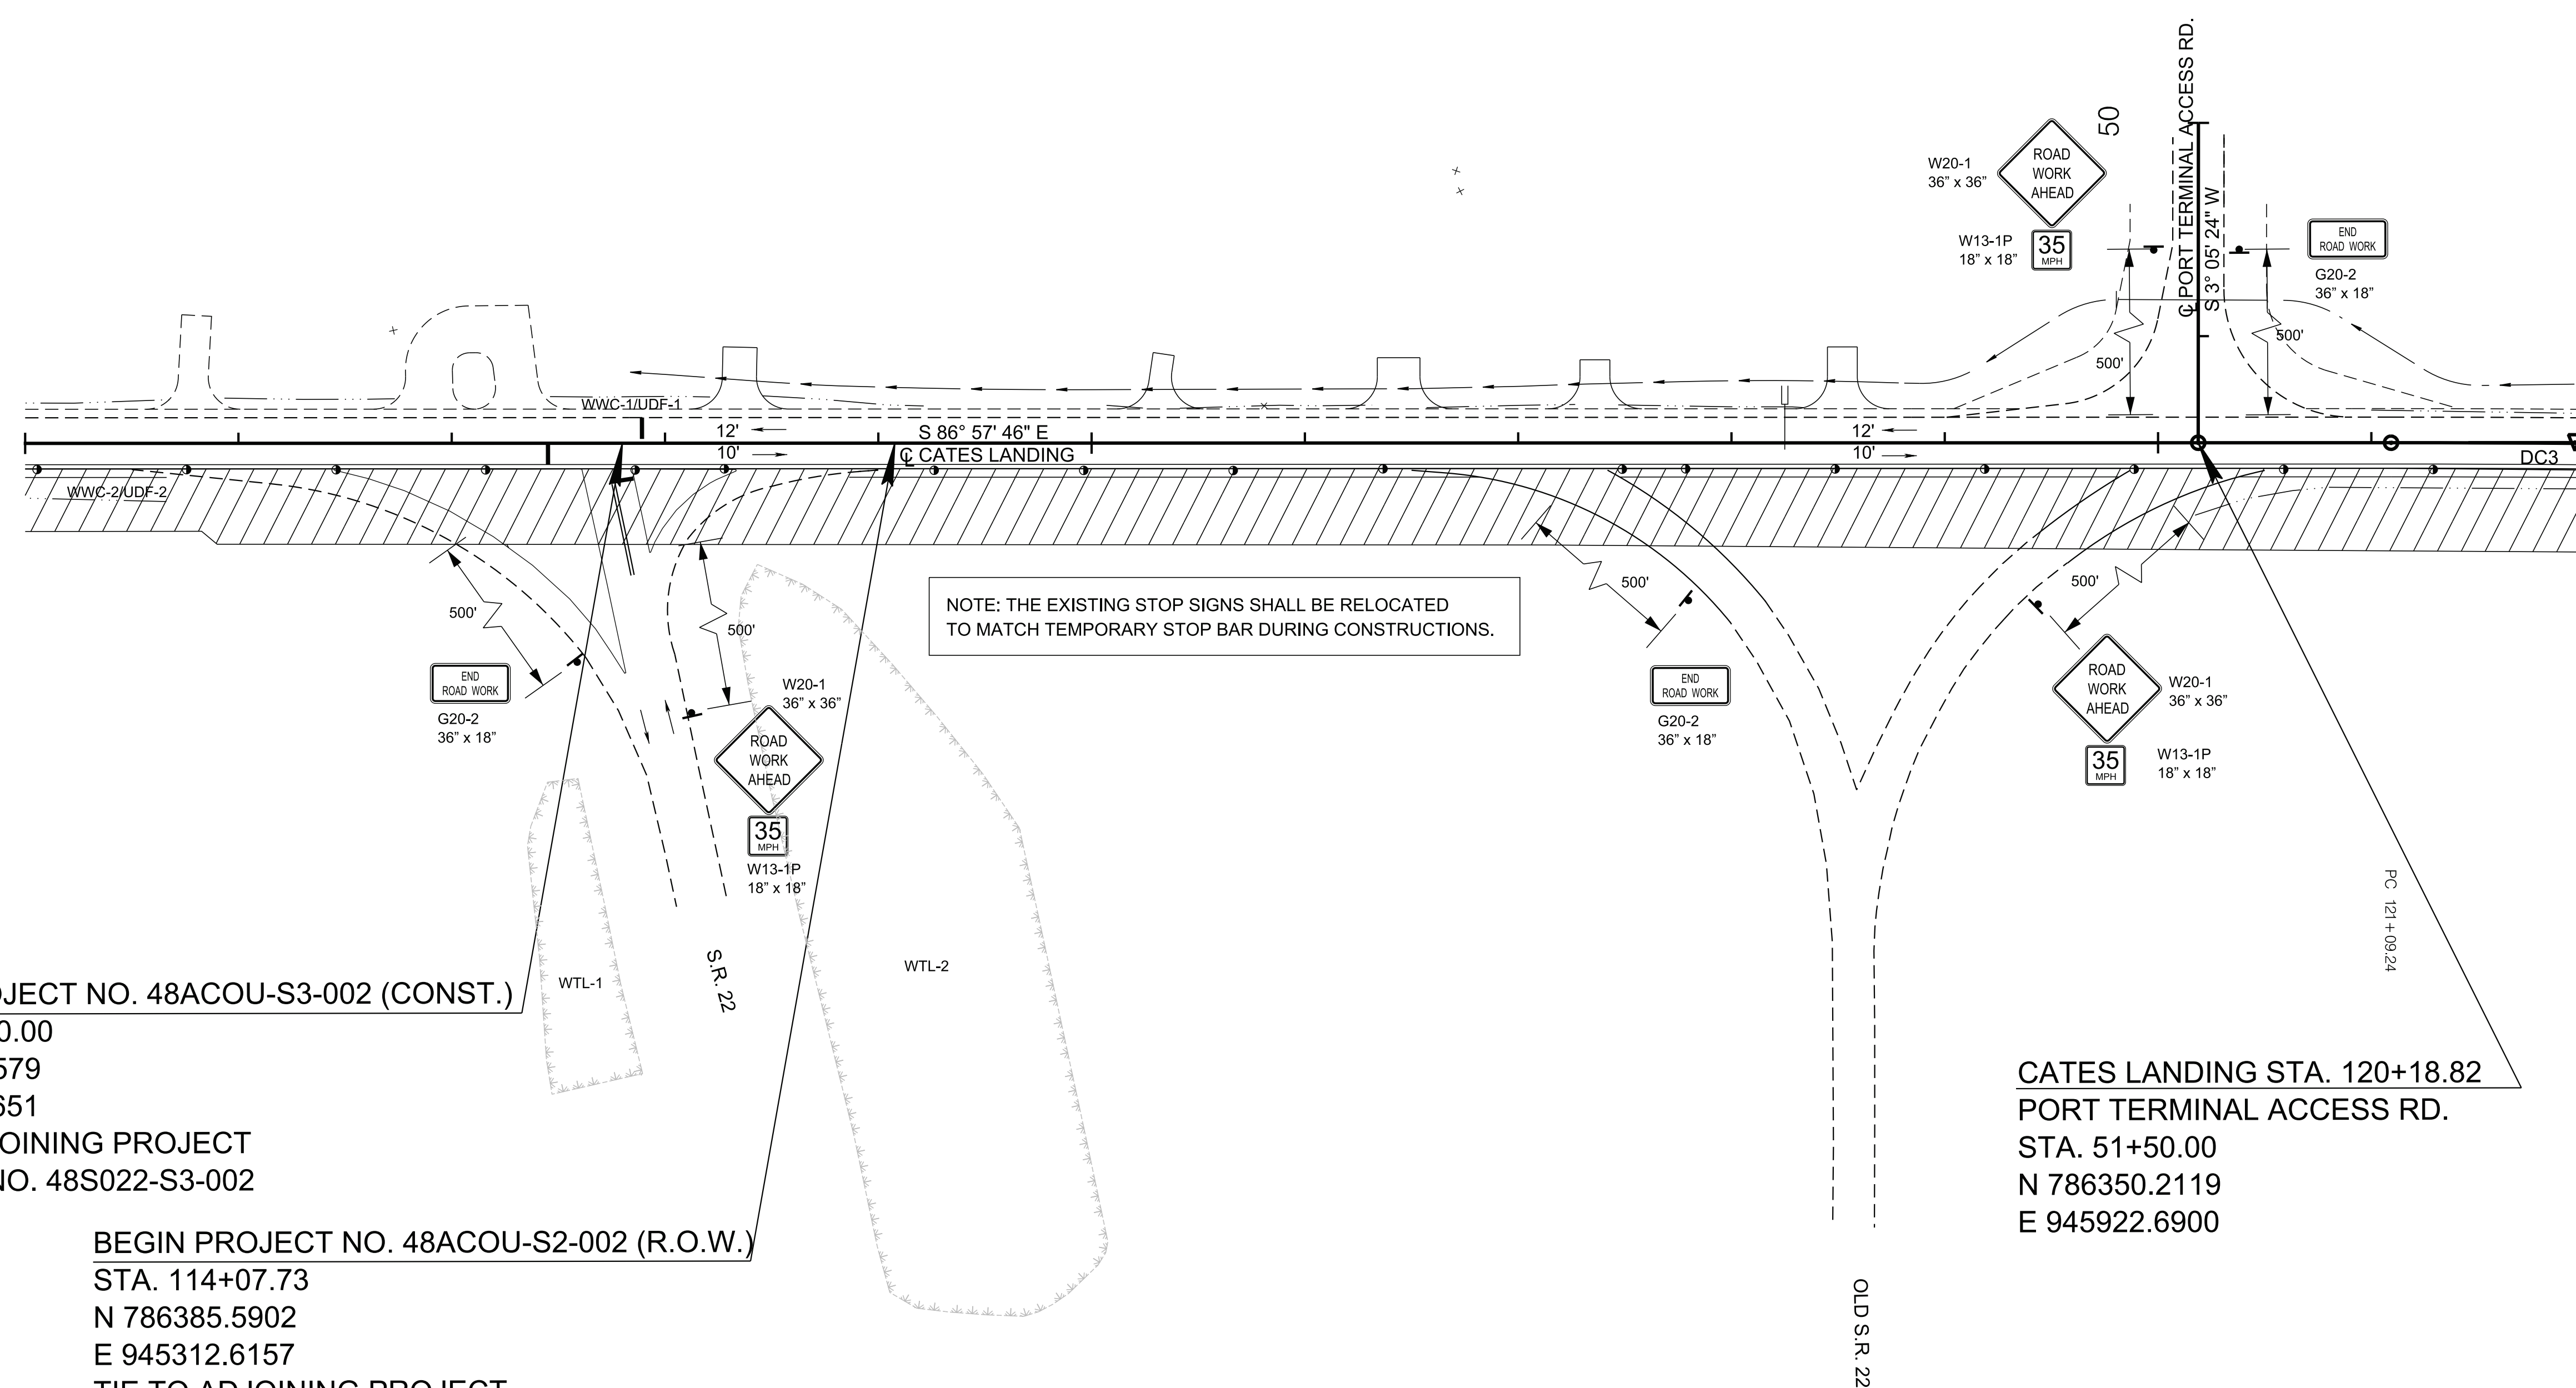 ℄ PORT TERMINAL ACCESS RD.
S 3° 05' 24" W
50
W20-1
36” x 36”
ROAD
WORK
AHEAD
W13-1P
18” x 18”
35
MPH
END
ROAD WORK
G20-2
36” x 18”
500'
500'
WWC-1/UDF-1
12'
S 86° 57' 46" E
12'
10'
℄ CATES LANDING
10'
DC3
WWC-2/UDF-2
NOTE: THE EXISTING STOP SIGNS SHALL BE RELOCATED
TO MATCH TEMPORARY STOP BAR DURING CONSTRUCTIONS.
500'
END
ROAD WORK
G20-2
36” x 18”
500'
W20-1
36” x 36”
ROAD
WORK
AHEAD
35
MPH
W13-1P
18” x 18”
500'
END
ROAD WORK
G20-2
36” x 18”
500'
ROAD
WORK
AHEAD
W20-1
36” x 36”
35
MPH
W13-1P
18” x 18”
PC 121+09.24
S.R. 22
WTL-1
WTL-2
OLD S.R. 22
OJECT NO. 48ACOU-S3-002 (CONST.)
0.00
579
651
OINING PROJECT
NO. 48S022-S3-002
BEGIN PROJECT NO. 48ACOU-S2-002 (R.O.W.)
STA. 114+07.73
N 786385.5902
E 945312.6157
TIE TO ADJOINING PROJECT
CATES LANDING STA. 120+18.82
PORT TERMINAL ACCESS RD.
STA. 51+50.00
N 786350.2119
E 945922.6900